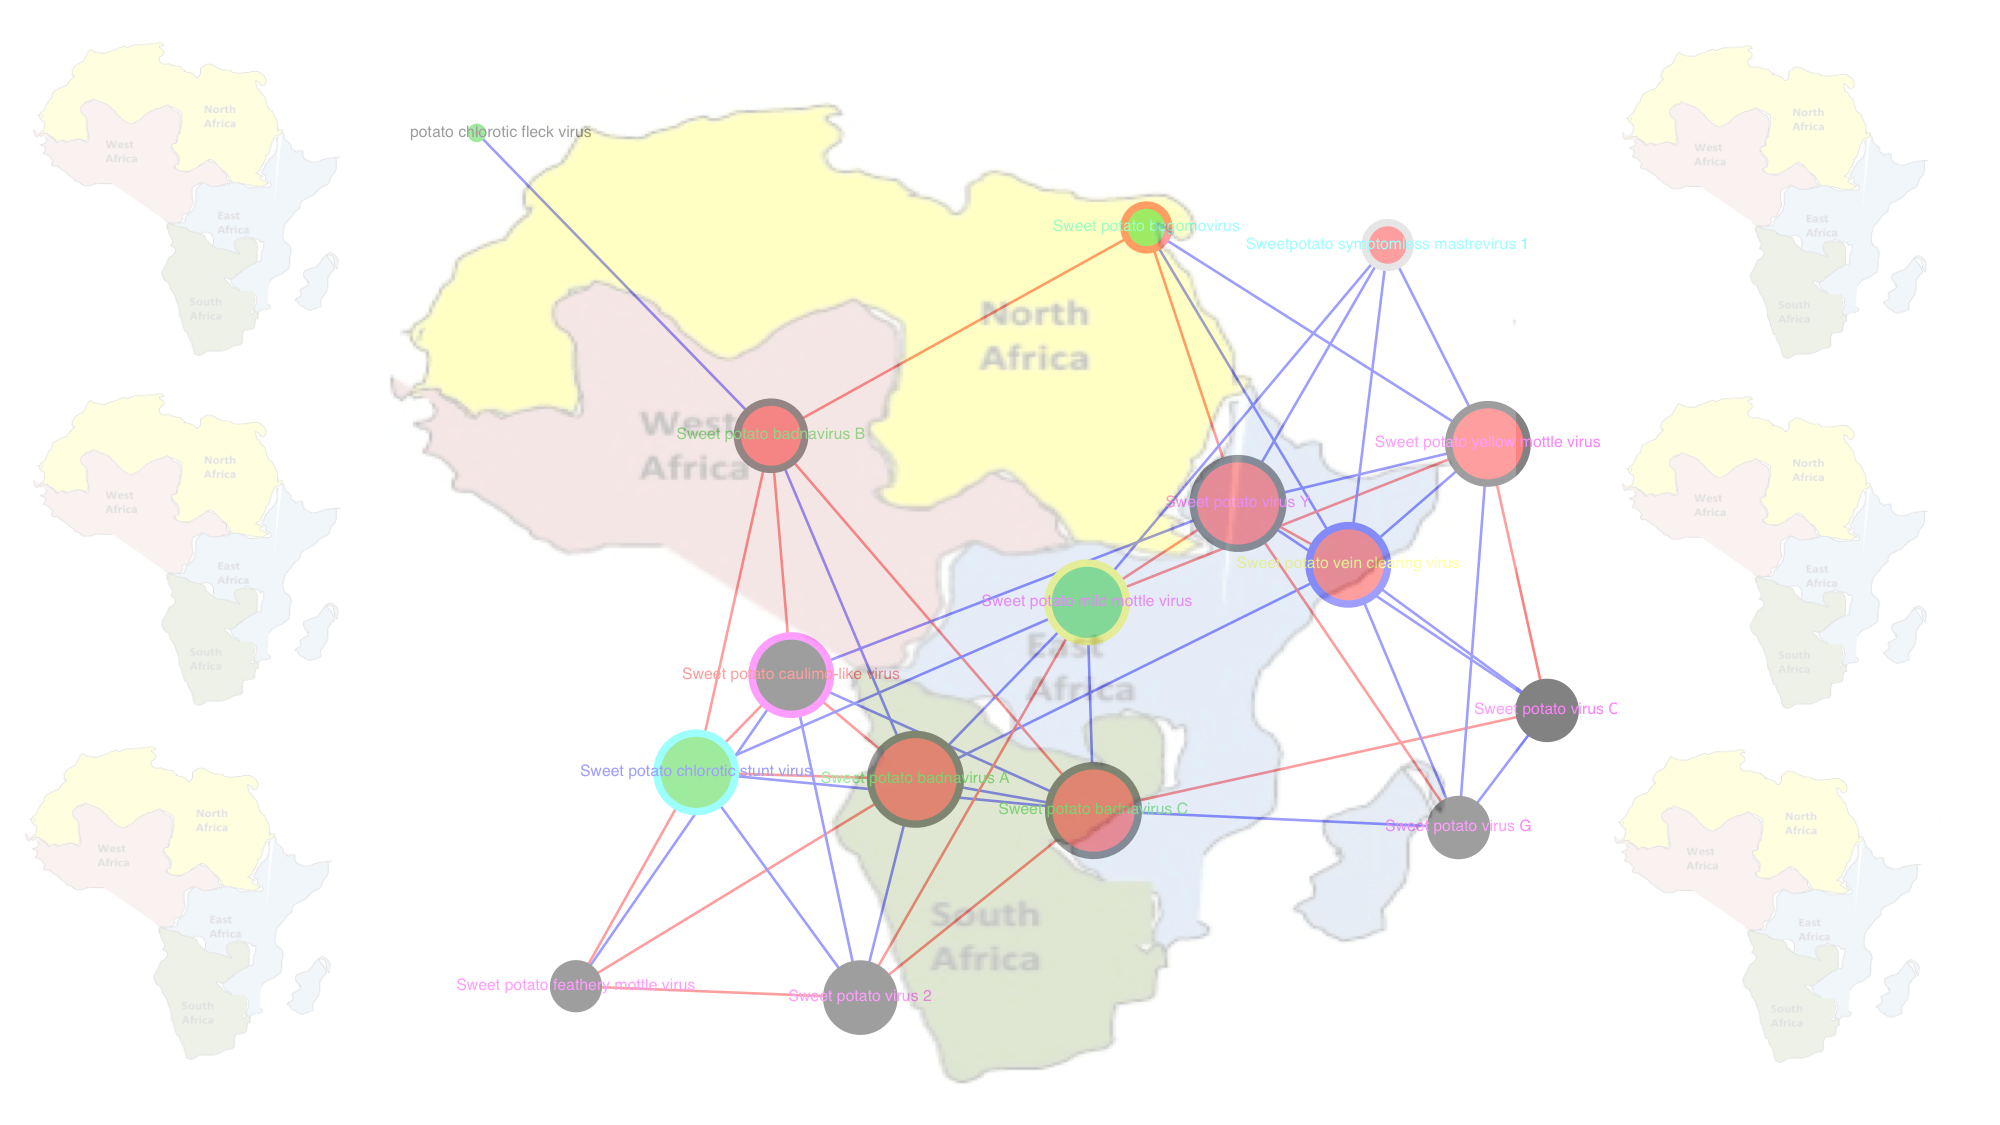 North
Africa
West
Africa
East
Africa
South
Africa
North
Africa
West
Africa
East
Africa
South
Africa
North
Africa
West
Africa
East
Africa
South
Africa
potato chlorotic fleck virus
Sweet potato begomovirus
Sweetpotato symptomless mastrevirus 1
North
Africa
West
Africa
Sweet potato badnavirus B
Sweet potato yellow mottle virus
Sweet potato virus Y
Sweet potato vein clearing virus
Sweet potato mild mottle virus
East
Africa
Sweet potato caulimo-like virus
Sweet potato virus C
Sweet potato chlorotic stunt virus
Sweet potato badnavirus A
Sweet potato badnavirus C
Sweet potato virus G
South
Africa
Sweet potato feathery mottle virus
Sweet potato virus 2
North
Africa
West
Africa
East
Africa
South
Africa
North
Africa
West
Africa
East
Africa
South
Africa
North
Africa
West
Africa
East
Africa
South
Africa